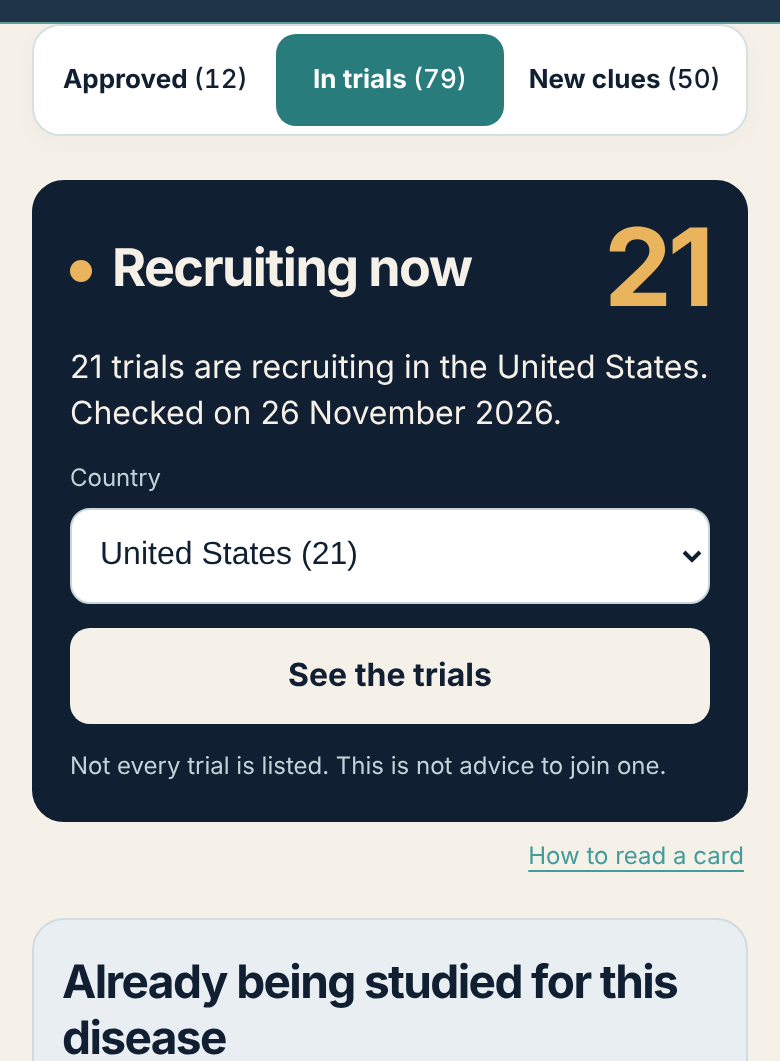 Approved (12)
In trials (79)
New clues (50)
Recruiting now
21
21 trials are recruiting in the United States.
Checked on 26 November 2026.
Country
United States (21)
See the trials
Not every trial is listed. This is not advice to join one.
How to read a card
Already being studied for this
disease